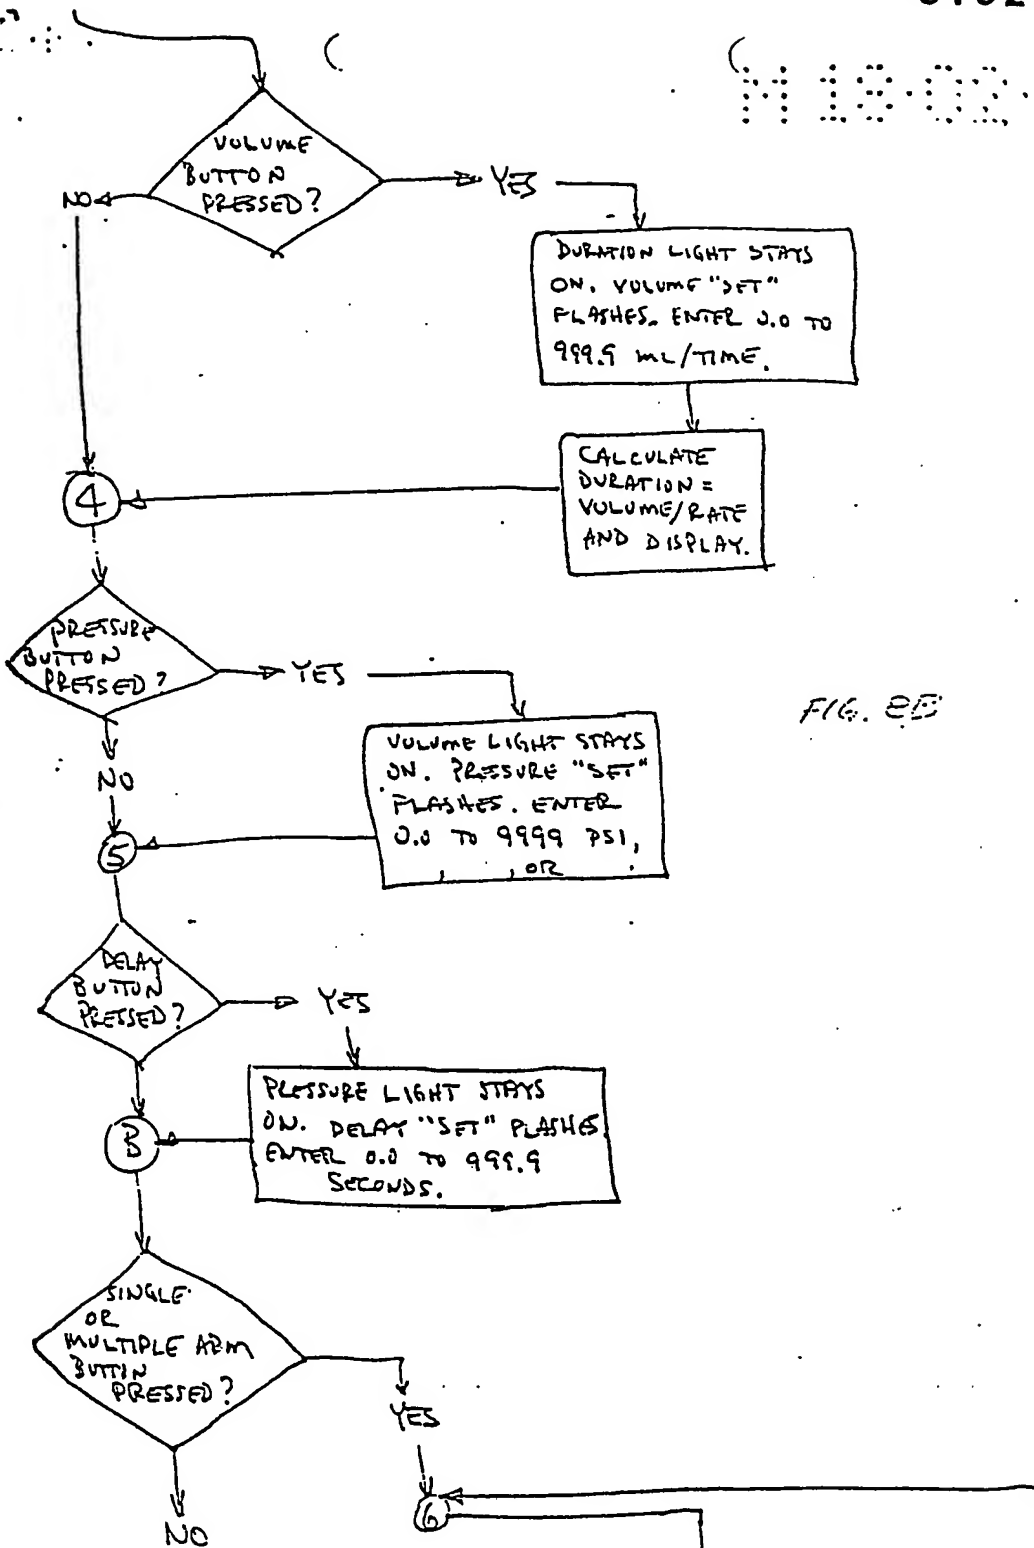 M 18·02·
VOLUME
BUTTON
PRESSED?
NO
YES
DURATION LIGHT STAYS
ON. VOLUME "SET"
FLASHES. ENTER 0.0 TO
999.9 ML/TIME.
CALCULATE
DURATION =
VOLUME/RATE
AND DISPLAY.
4
PRESSURE
BUTTON
PRESSED?
YES
NO
VOLUME LIGHT STAYS
ON. PRESSURE "SET"
FLASHES. ENTER
0.0 TO 9999 PSI,
, , OR .
FIG. 8B
5
DELAY
BUTTON
PRESSED?
YES
PRESSURE LIGHT STAYS
ON. DELAY "SET" FLASHES
ENTER 0.0 TO 999.9
SECONDS.
B
SINGLE
OR
MULTIPLE ARM
BUTTON
PRESSED?
YES
NO
6